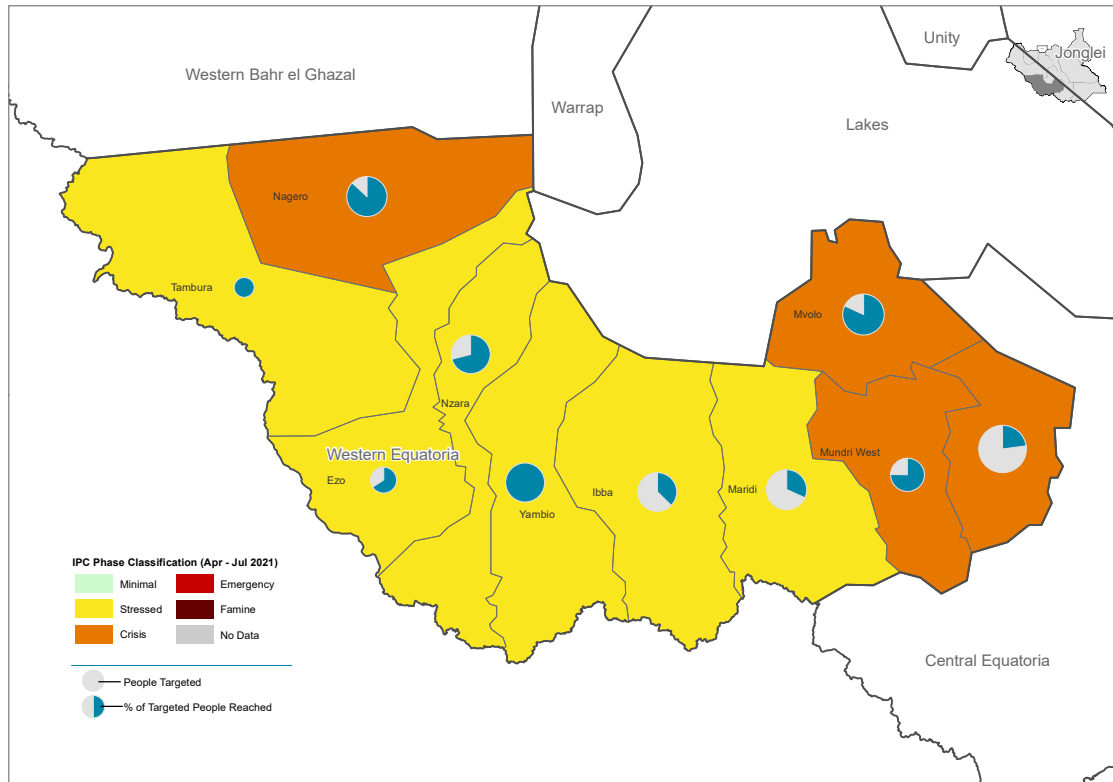 Unity
Jonglei
Western Bahr el Ghazal
Warrap
Lakes
Nagero
Tambura
Mvolo
Nzara
Western Equatoria
Mundri West
Ezo
Ibba
Maridi
Yambio
IPC Phase Classification (Apr - Jul 2021)
Minimal
Emergency
Stressed
Famine
Crisis
No Data
Central Equatoria
People Targeted
% of Targeted People Reached